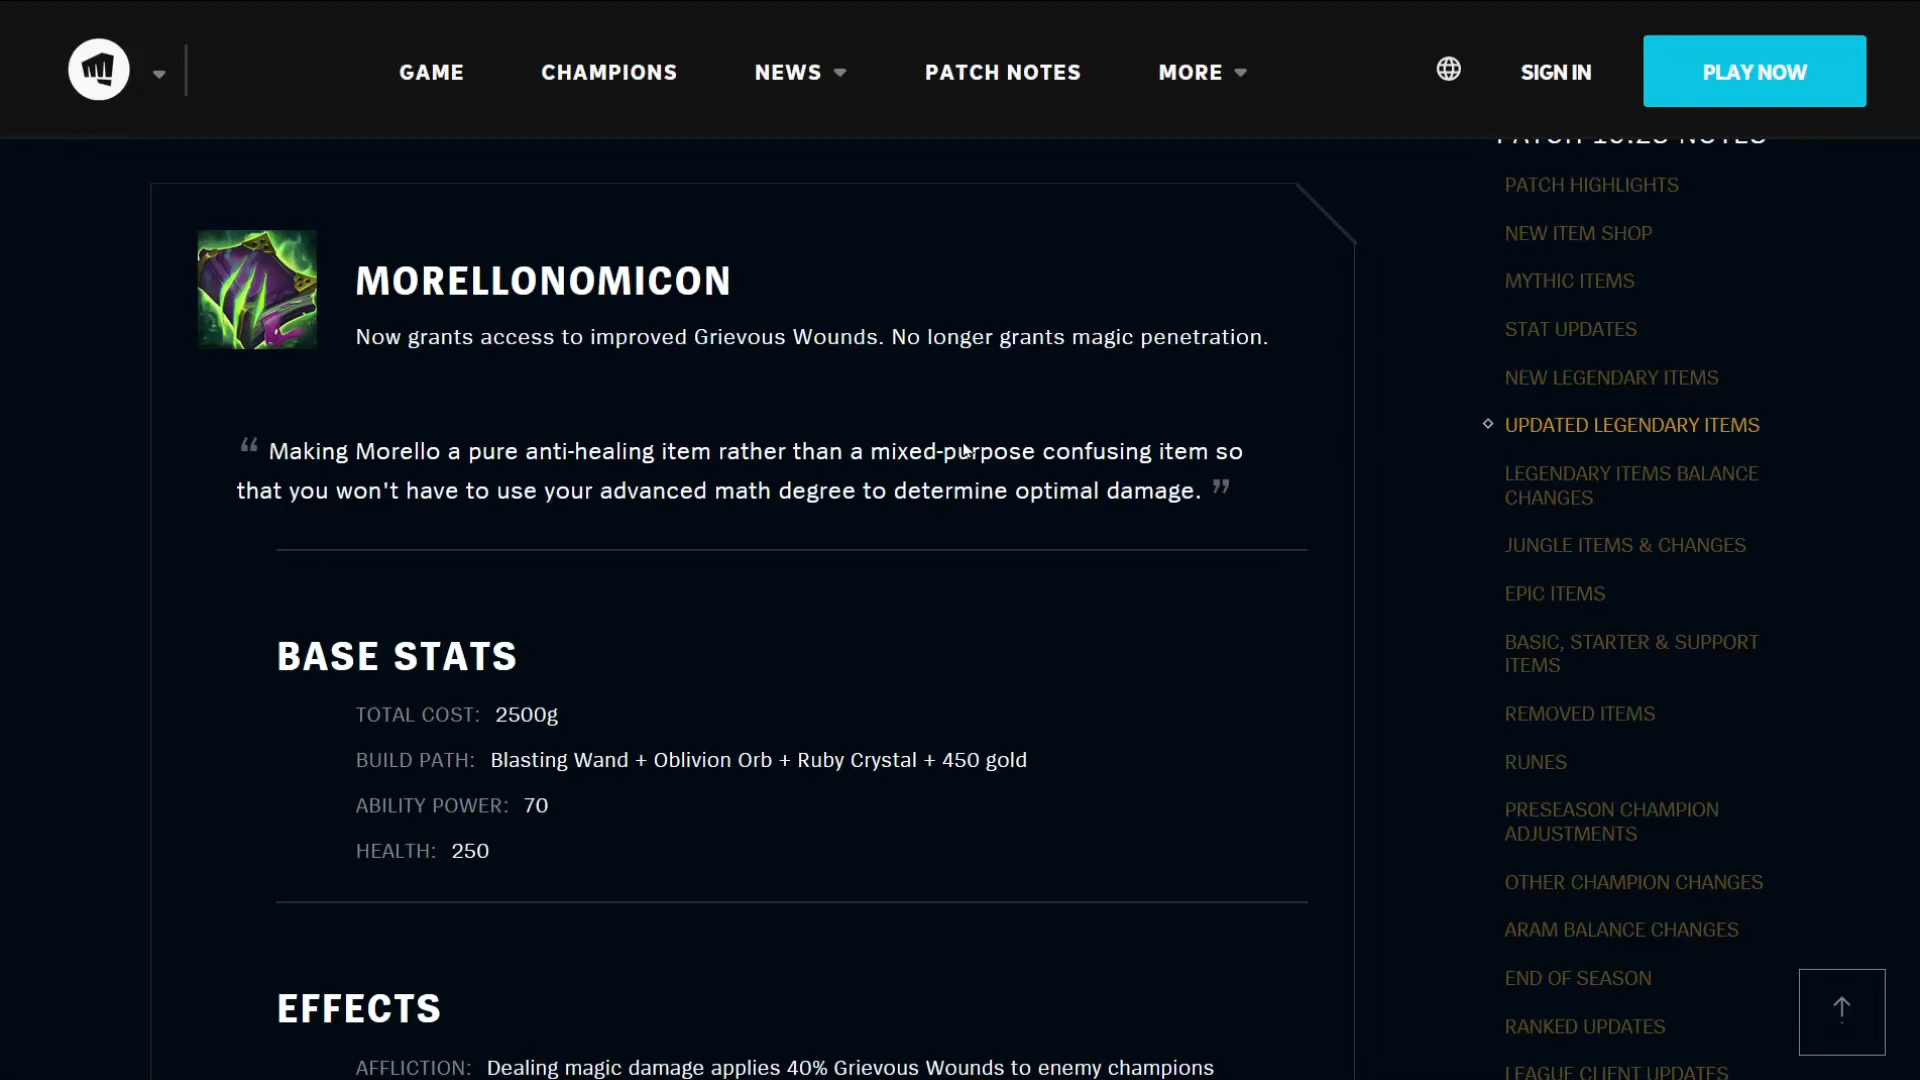 GAME
CHAMPIONS
NEWS
PATCH NOTES
MORE
SIGN IN
PLAY NOW
MORELLONOMICON
Now grants access to improved Grievous Wounds. No longer grants magic penetration.
“ Making Morello a pure anti-healing item rather than a mixed-purpose confusing item so
that you won't have to use your advanced math degree to determine optimal damage. ”
BASE STATS
TOTAL COST: 2500g
BUILD PATH: Blasting Wand + Oblivion Orb + Ruby Crystal + 450 gold
ABILITY POWER: 70
HEALTH: 250
EFFECTS
AFFLICTION: Dealing magic damage applies 40% Grievous Wounds to enemy champions
PATCH 10.23 NOTES
PATCH HIGHLIGHTS
NEW ITEM SHOP
MYTHIC ITEMS
STAT UPDATES
NEW LEGENDARY ITEMS
UPDATED LEGENDARY ITEMS
LEGENDARY ITEMS BALANCE
CHANGES
JUNGLE ITEMS & CHANGES
EPIC ITEMS
BASIC, STARTER & SUPPORT
ITEMS
REMOVED ITEMS
RUNES
PRESEASON CHAMPION
ADJUSTMENTS
OTHER CHAMPION CHANGES
ARAM BALANCE CHANGES
END OF SEASON
RANKED UPDATES
LEAGUE CLIENT UPDATES